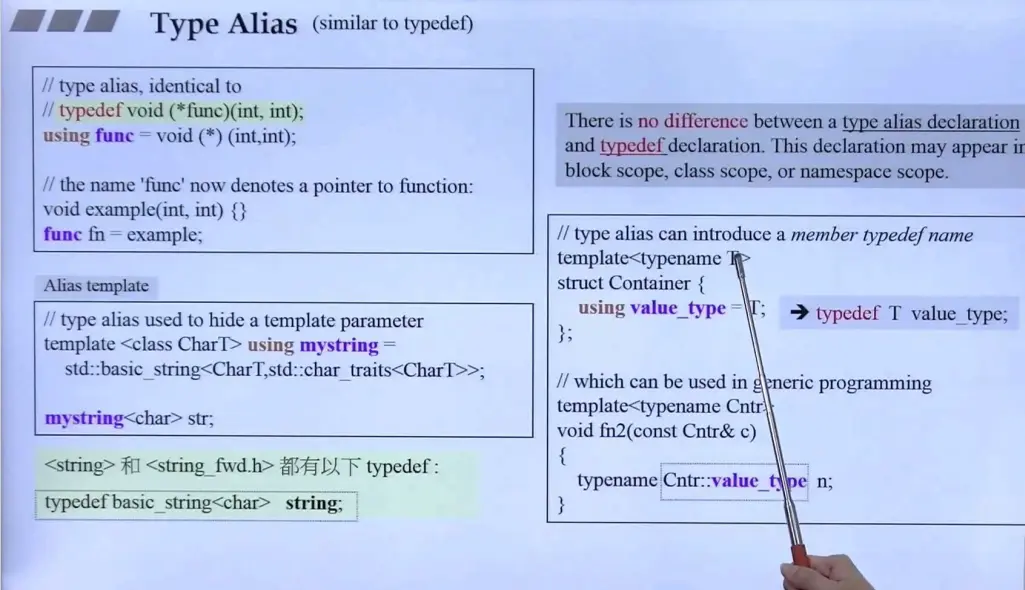 Type Alias (similar to typedef)
// type alias, identical to
// typedef void (*func)(int, int);
using func = void (*) (int,int);
// the name 'func' now denotes a pointer to function:
void example(int, int) {}
func fn = example;
Alias template
// type alias used to hide a template parameter
template <class CharT> using mystring =
std::basic_string<CharT,std::char_traits<CharT>>;
mystring<char> str;
<string> 和 <string_fwd.h> 都有以下 typedef :
typedef basic_string<char> string;
There is no difference between a type alias declaration
and typedef declaration. This declaration may appear in
block scope, class scope, or namespace scope.
// type alias can introduce a member typedef name
template<typename T>
struct Container {
using value_type = T;
➔ typedef T value_type;
};
// which can be used in generic programming
template<typename Cntr>
void fn2(const Cntr& c)
{
typename Cntr::value_type n;
}